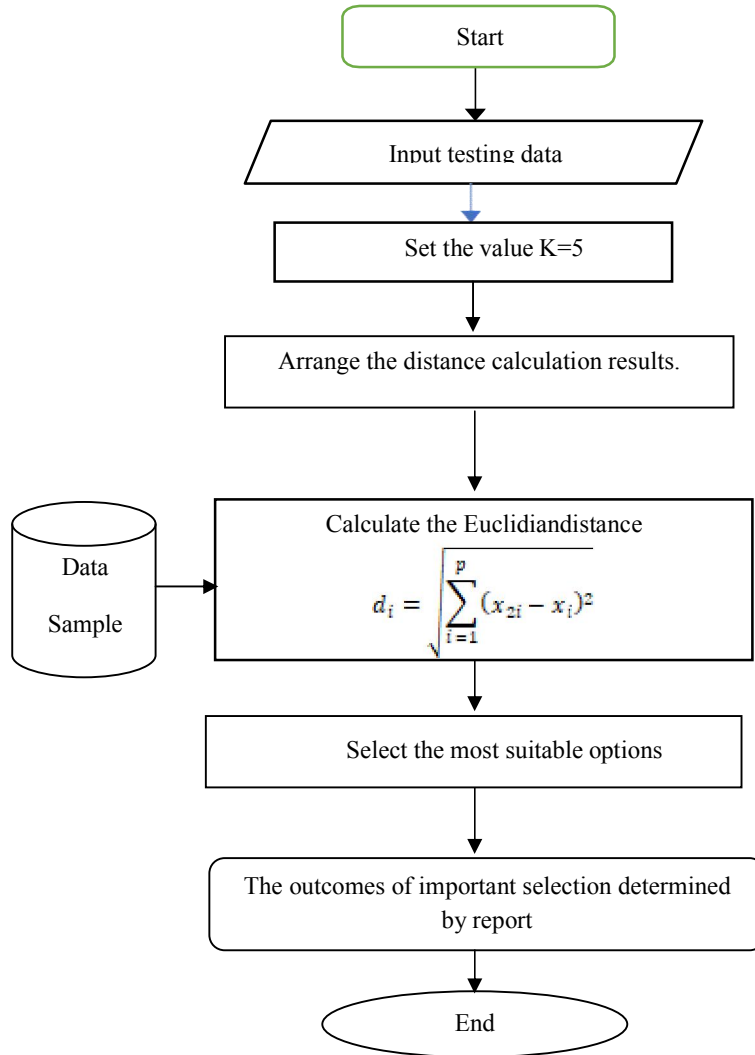 Start
Input testing data
Set the value K=5
Arrange the distance calculation results.
Data
Sample
Calculate the Euclidiandistance
d_i = √∑_{i=1}^{p}(x_{2i} − x_i)^2
Select the most suitable options
The outcomes of important selection determined
by report
End